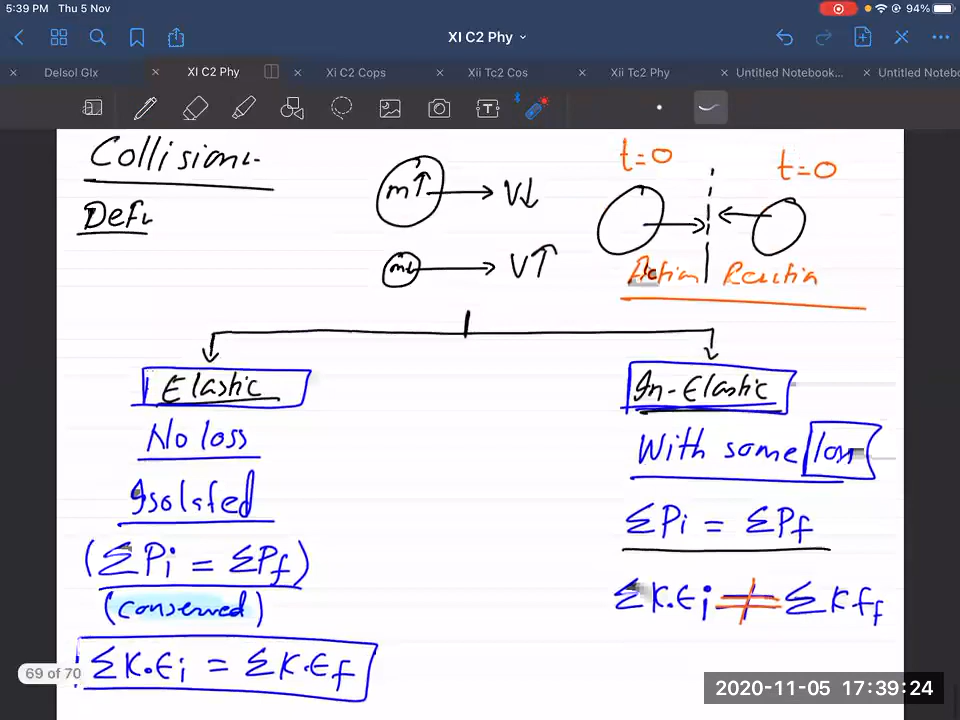 5:39 PM Thu 5 Nov
94%
XI C2 Phy
Delsol Glx
XI C2 Phy
Xi C2 Cops
Xii Tc2 Cos
Xii Tc2 Phy
Untitled Notebook...
Untitled Notebo
Collision:-
Defn
m↑ → V↓
m↓ → V↑
t=0 t=0
Action Reaction
Elastic
No loss
Isolated
(ΣPi = ΣPf)
(conserved)
ΣK.Ei = ΣK.Ef
In-Elastic
With some loss
ΣPi = ΣPf
ΣK.Ei ≠ ΣK.Ef
69 of 70
2020-11-05 17:39:24